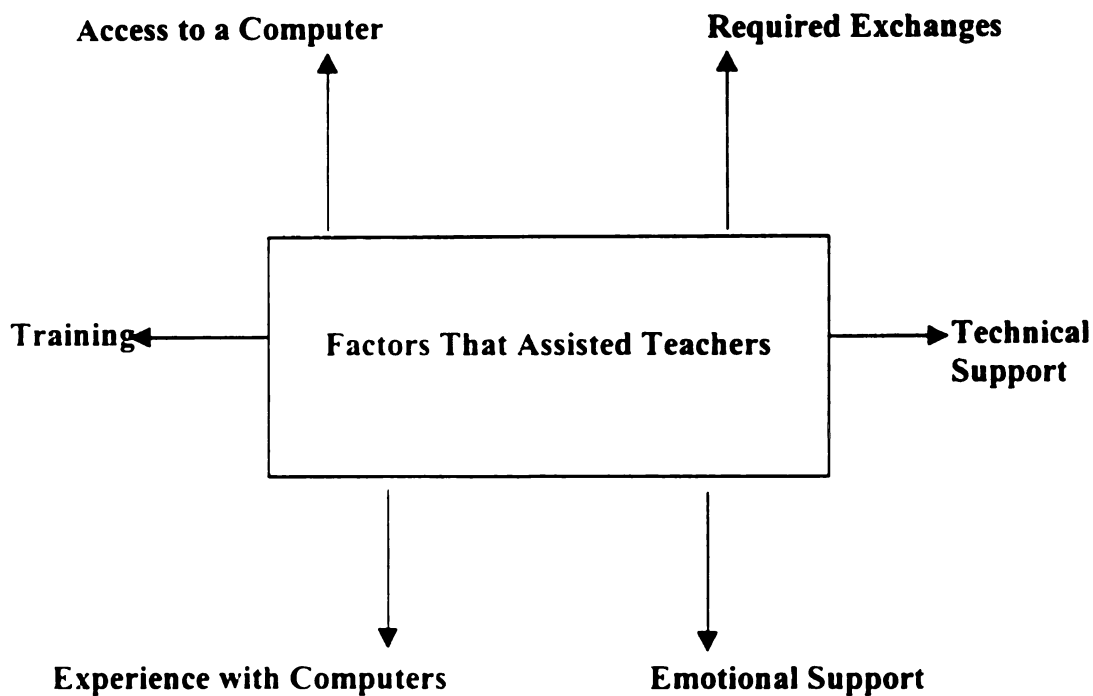 Access to a Computer
Required Exchanges
Training
Factors That Assisted Teachers
Technical
Support
Experience with Computers
Emotional Support